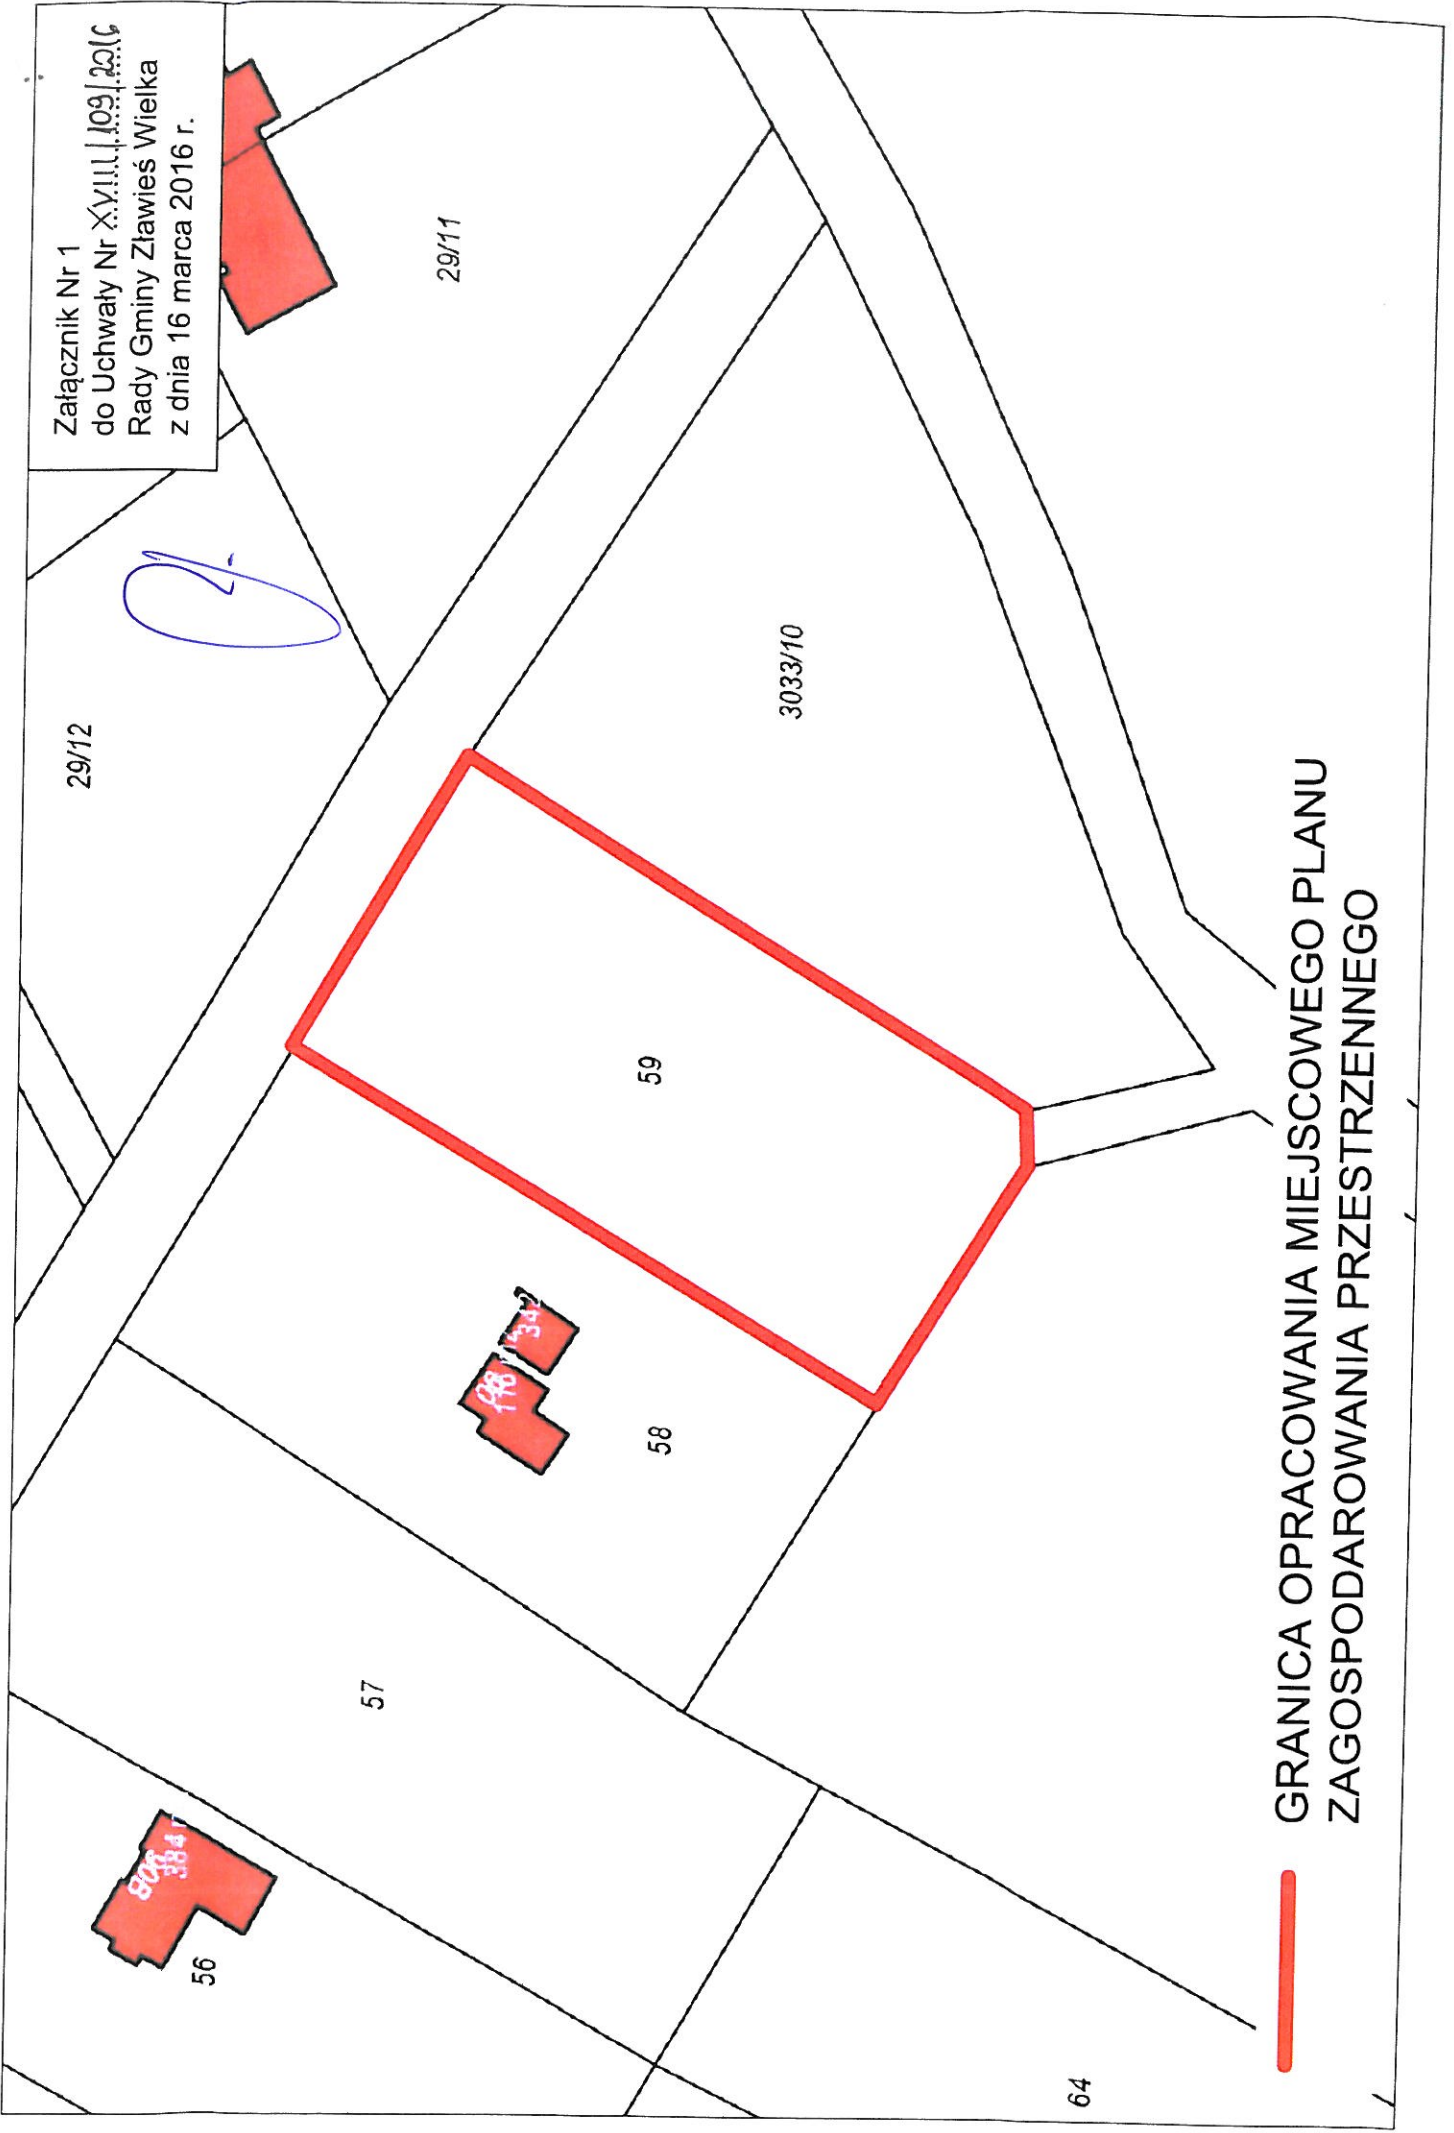 Załącznik Nr 1
do Uchwały Nr XVIII/109/2016
Rady Gminy Zławieś Wielka
z dnia 16 marca 2016 r.
29/11
29/12
3033/10
59
58
57
56
64
GRANICA OPRACOWANIA MIEJSCOWEGO PLANU
ZAGOSPODAROWANIA PRZESTRZENNEGO